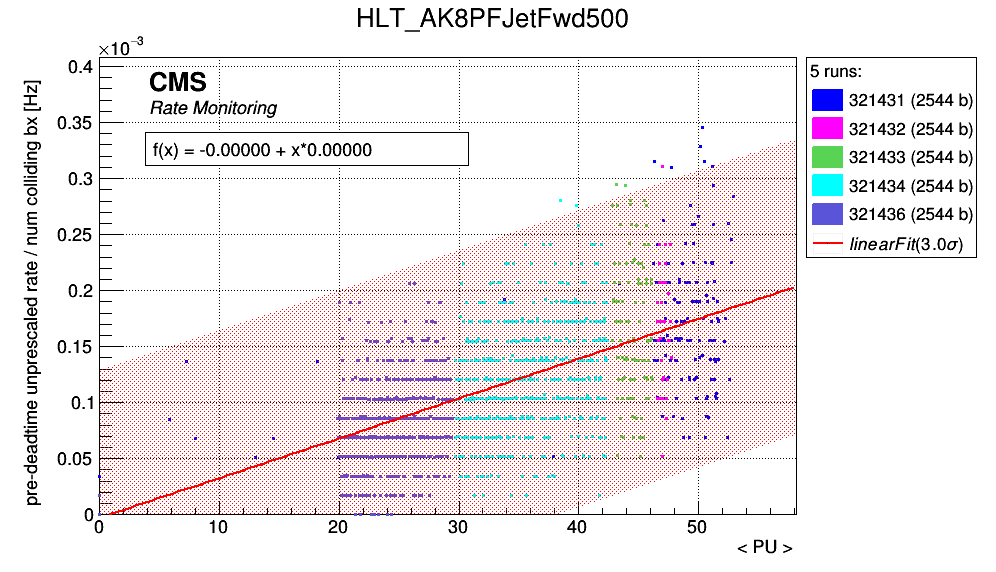 HLT_AK8PFJetFwd500
×10⁻³
CMS
Rate Monitoring
f(x) = -0.00000 + x*0.00000
5 runs:
321431 (2544 b)
321432 (2544 b)
321433 (2544 b)
321434 (2544 b)
321436 (2544 b)
linearFit(3.0σ)
pre-deadtime unprescaled rate / num colliding bx [Hz]
0.4
0.35
0.3
0.25
0.2
0.15
0.1
0.05
0
0 10 20 30 40 50
< PU >